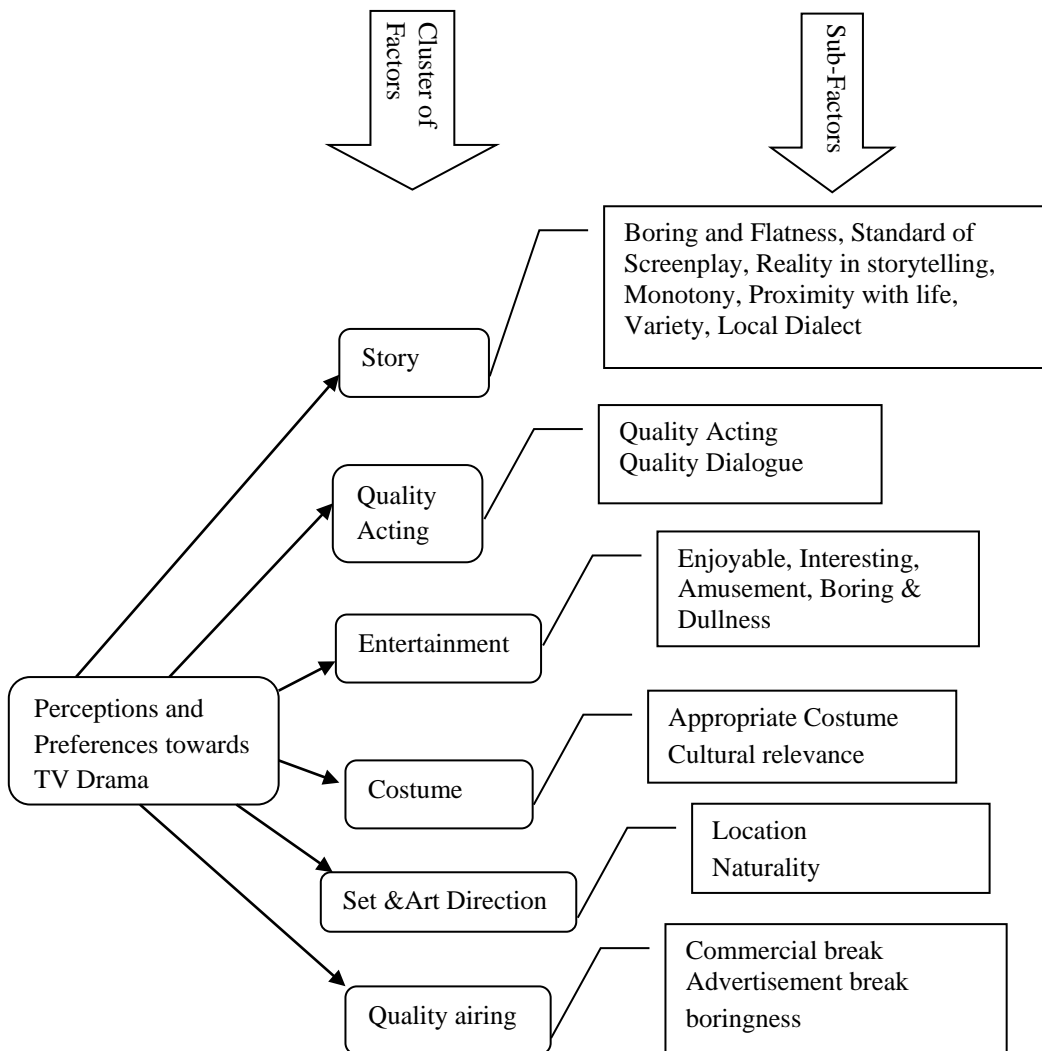 Cluster of
Factors
Sub-Factors
Boring and Flatness, Standard of
Screenplay, Reality in storytelling,
Monotony, Proximity with life,
Variety, Local Dialect
Story
Quality Acting
Quality Dialogue
Quality
Acting
Enjoyable, Interesting,
Amusement, Boring &
Dullness
Entertainment
Perceptions and
Preferences towards
TV Drama
Appropriate Costume
Cultural relevance
Costume
Location
Naturality
Set &Art Direction
Commercial break
Advertisement break
boringness
Quality airing